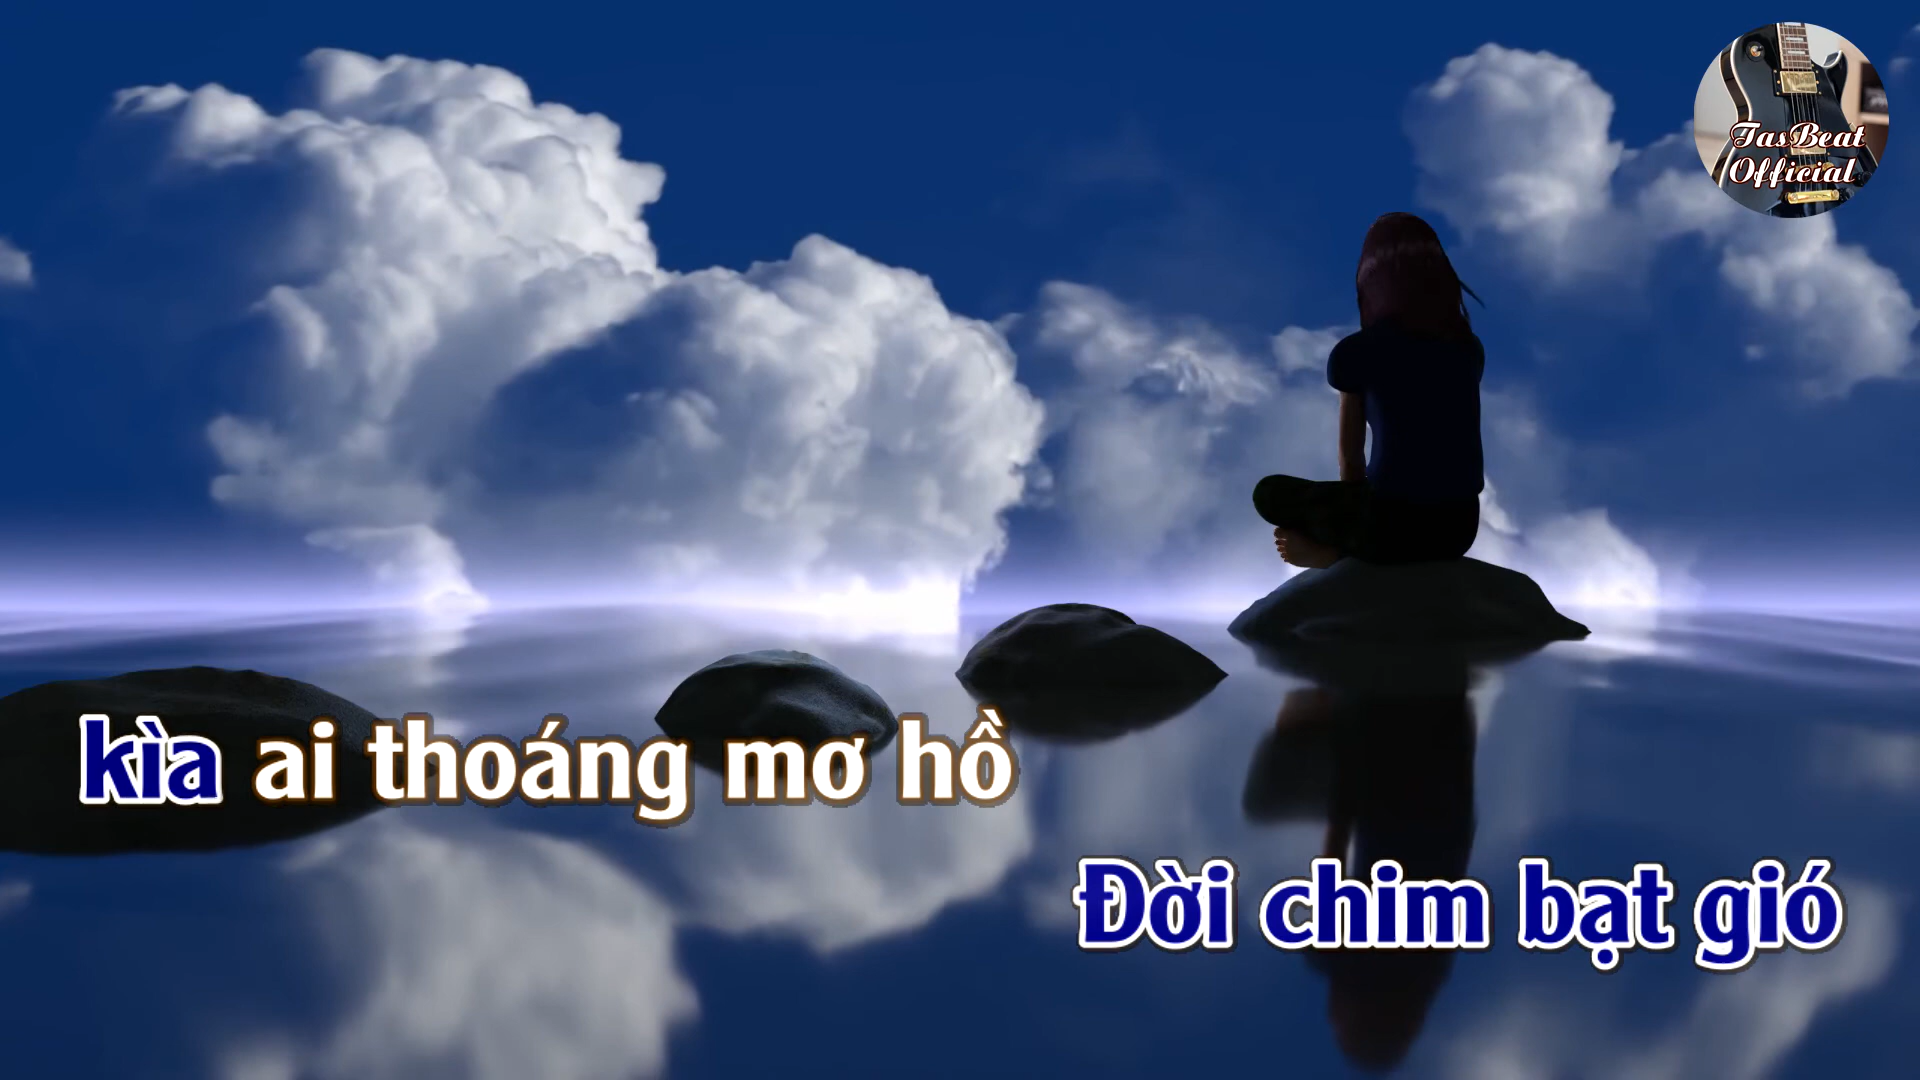 TasBeat
Official
kìa ai thoáng mơ hồ
Đời chim bạt gió